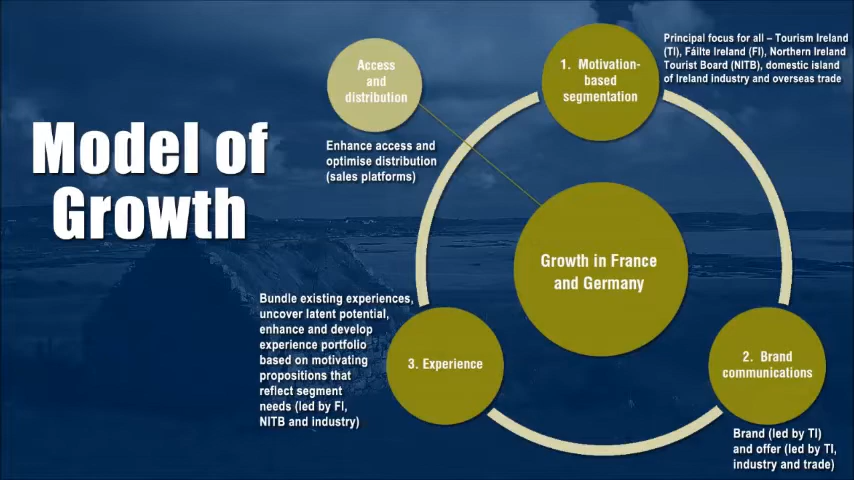 Model of
Growth
Access
and
distribution
Enhance access and
optimise distribution
(sales platforms)
1. Motivation-
based
segmentation
Principal focus for all – Tourism Ireland
(TI), Fáilte Ireland (FI), Northern Ireland
Tourist Board (NITB), domestic island
of Ireland industry and overseas trade
Growth in France
and Germany
Bundle existing experiences,
uncover latent potential,
enhance and develop
experience portfolio
based on motivating
propositions that
reflect segment
needs (led by FI,
NITB and industry)
3. Experience
2. Brand
communications
Brand (led by TI)
and offer (led by TI,
industry and trade)